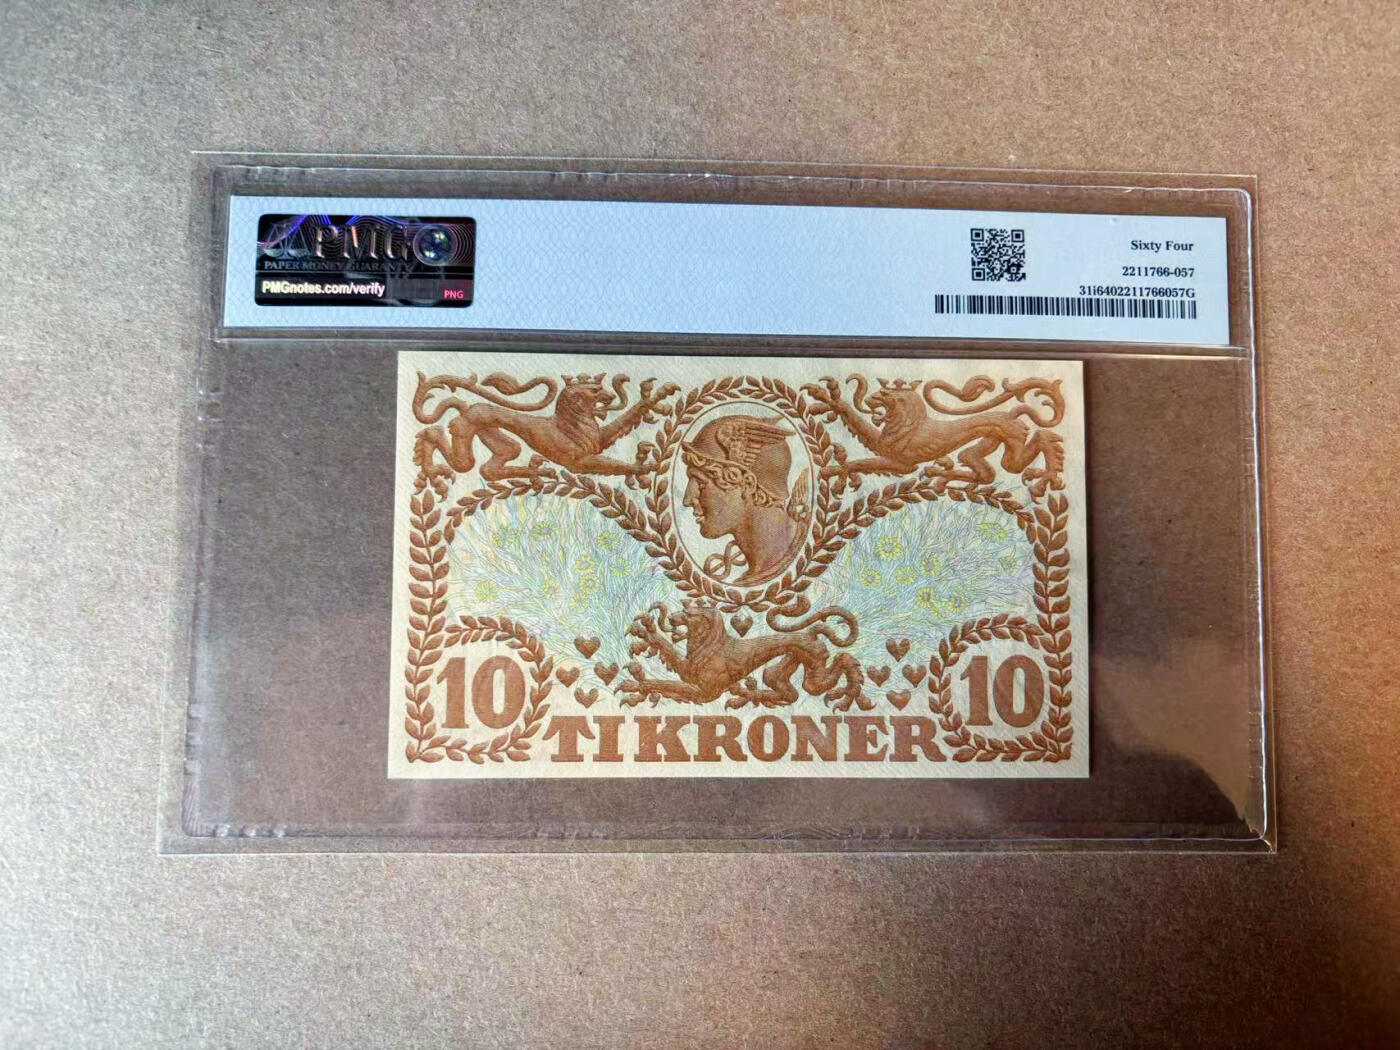 PMG
PAPER MONEY GUARANTY
PMGnotes.com/verify
PNG
Sixty Four
2211766-057
31i6402211766057G
10
10
TI KRONER